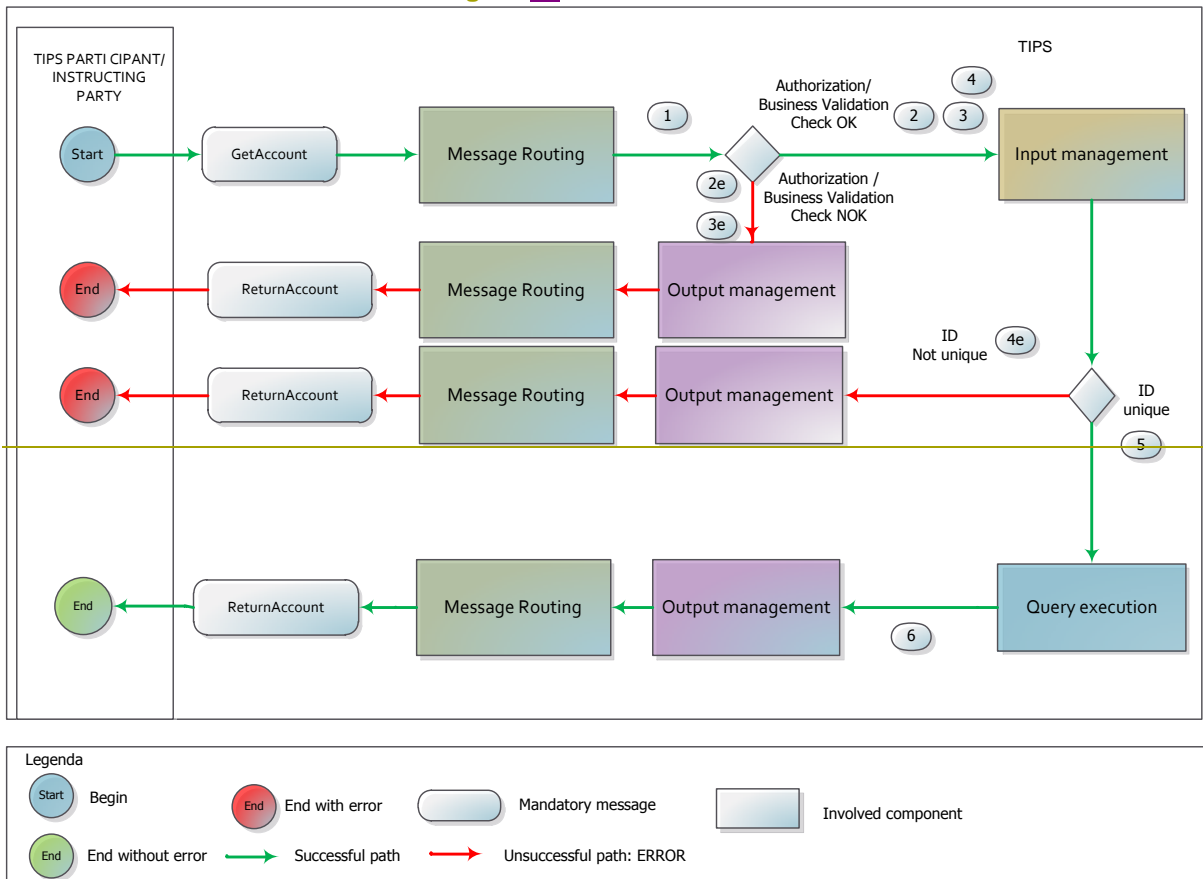 TIPS PARTI CIPANT/
INSTRUCTING
PARTY
TIPS
Start
GetAccount
Message Routing
1
Authorization/
Business Validation
Check OK
2
3
4
Input management
2e
3e
Authorization /
Business Validation
Check NOK
End
ReturnAccount
Message Routing
Output management
ID
Not unique
4e
End
ReturnAccount
Message Routing
Output management
ID
unique
5
End
ReturnAccount
Message Routing
Output management
6
Query execution
Legenda
Start
Begin
End
End with error
Mandatory message
Involved component
End
End without error
Successful path
Unsuccessful path: ERROR